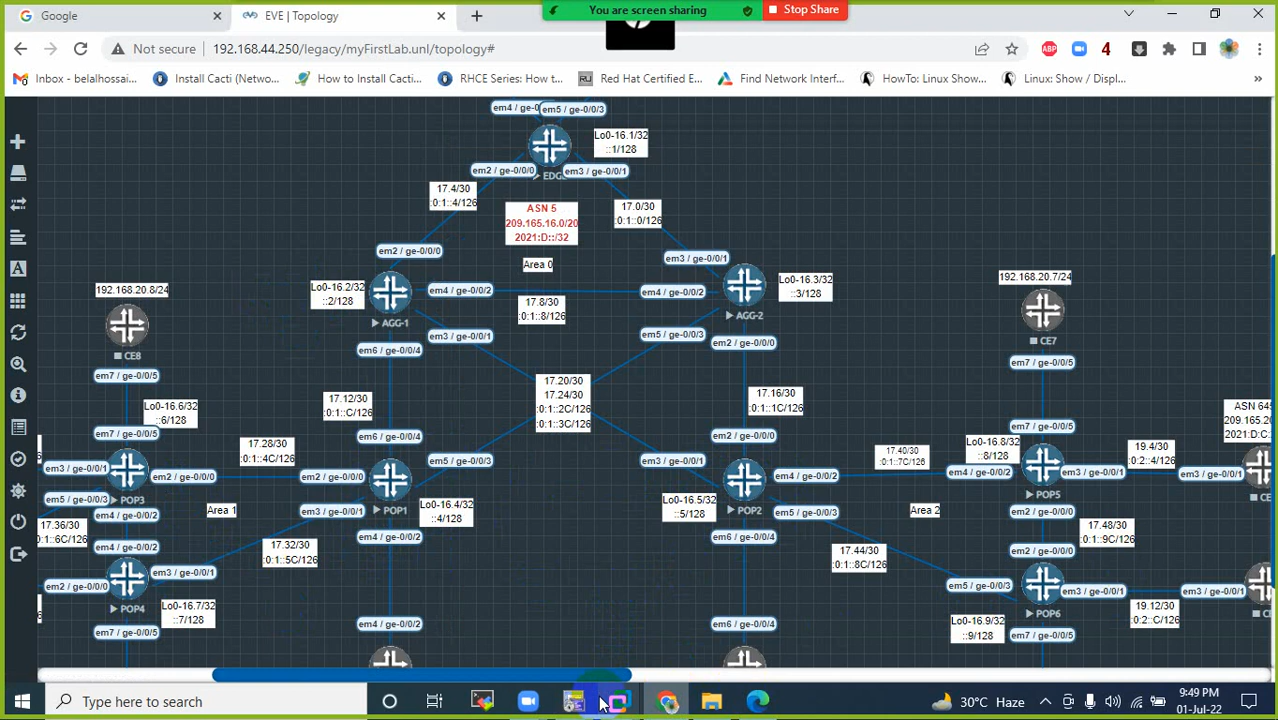 You are screen sharing
Stop Share
Google
EVE | Topology
Not secure
192.168.44.250/legacy/myFirstLab.unl/topology#
Inbox - belalhossai...
Install Cacti (Netwo...
How to Install Cacti...
RHCE Series: How t...
Red Hat Certified E...
Find Network Interf...
HowTo: Linux Show...
Linux: Show / Displ...
em4 / ge-0/0
em5 / ge-0/0/3
Lo0-16.1/32
::1/128
em2 / ge-0/0/0
em3 / ge-0/0/1
17.4/30
:0:1::4/126
ASN 5
209.165.16.0/20
2021:D::/32
17.0/30
:0:1::0/126
em2 / ge-0/0/0
em3 / ge-0/0/1
Area 0
192.168.20.8/24
Lo0-16.2/32
::2/128
em4 / ge-0/0/2
em4 / ge-0/0/2
Lo0-16.3/32
::3/128
192.168.20.7/24
17.8/30
:0:1::8/126
AGG-1
AGG-2
CE8
em6 / ge-0/0/4
em3 / ge-0/0/1
em5 / ge-0/0/3
em2 / ge-0/0/0
CE7
em7 / ge-0/0/5
em7 / ge-0/0/5
17.20/30
17.24/30
:0:1::2C/126
:0:1::3C/126
Lo0-16.6/32
::6/128
17.12/30
:0:1::C/126
17.16/30
:0:1::1C/126
ASN 645
209.165.20
2021:D:C:
em7 / ge-0/0/5
em6 / ge-0/0/4
em2 / ge-0/0/0
em7 / ge-0/0/5
17.28/30
:0:1::4C/126
17.40/30
:0:1::7C/126
Lo0-16.8/32
::8/128
19.4/30
:0:2::4/126
em3 / ge-0/0/1
em2 / ge-0/0/0
em2 / ge-0/0/0
em5 / ge-0/0/3
em3 / ge-0/0/1
em4 / ge-0/0/2
em4 / ge-0/0/2
em3 / ge-0/0/1
em3 / ge-0/0/1
em5 / ge-0/0/3
POP3
POP5
em4 / ge-0/0/2
Area 1
em3 / ge-0/0/1
POP1
Lo0-16.4/32
::4/128
Lo0-16.5/32
::5/128
POP2
em5 / ge-0/0/3
Area 2
em2 / ge-0/0/0
17.36/30
:0:1::6C/126
em4 / ge-0/0/2
17.32/30
:0:1::5C/126
em4 / ge-0/0/2
em6 / ge-0/0/4
17.44/30
:0:1::8C/126
em2 / ge-0/0/0
17.48/30
:0:1::9C/126
em2 / ge-0/0/0
em3 / ge-0/0/1
em5 / ge-0/0/3
em3 / ge-0/0/1
em3 / ge-0/0/1
POP4
Lo0-16.7/32
::7/128
POP6
Lo0-16.9/32
::9/128
19.12/30
:0:2::C/126
em7 / ge-0/0/5
em4 / ge-0/0/2
em6 / ge-0/0/4
em7 / ge-0/0/5
Type here to search
30°C Haze
9:49 PM
01-Jul-22